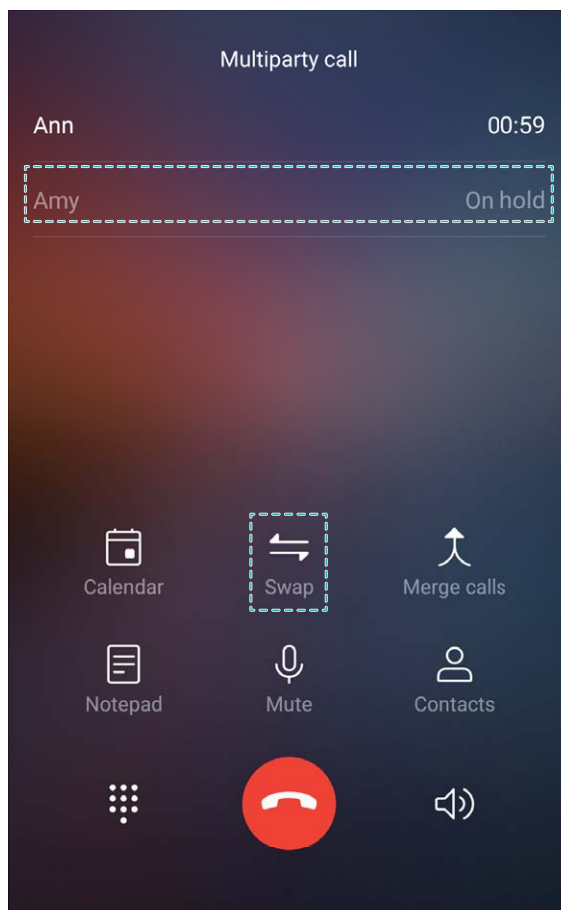 Multiparty call
Ann 00:59
Amy On hold
Calendar Swap Merge calls
Notepad Mute Contacts